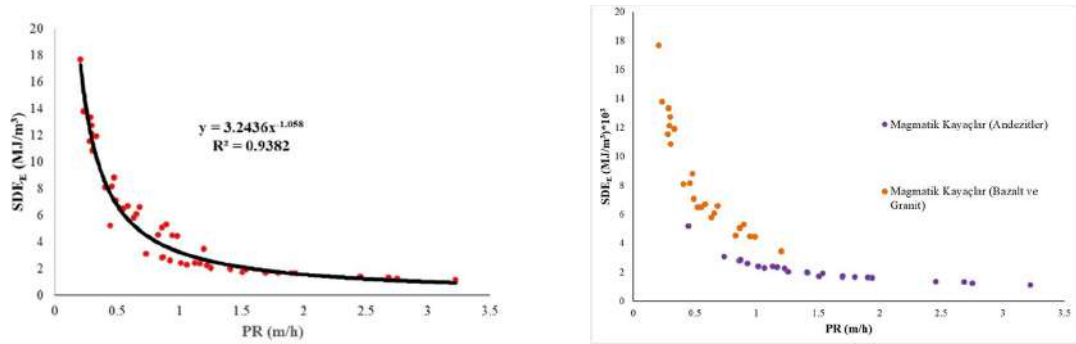 20
18
16
14
12
10
8
6
4
2
0
SDE_E (MJ/m³)
y = 3.2436x^-1.058
R² = 0.9382
0 0.5 1 1.5 2 2.5 3 3.5
PR (m/h)
20
18
16
14
12
10
8
6
4
2
0
SDE_E (MJ/m³)*10³
Magmatik Kayaçlar (Andezitler)
Magmatik Kayaçlar (Bazalt ve
Granit)
0 0.5 1 1.5 2 2.5 3 3.5
PR (m/h)